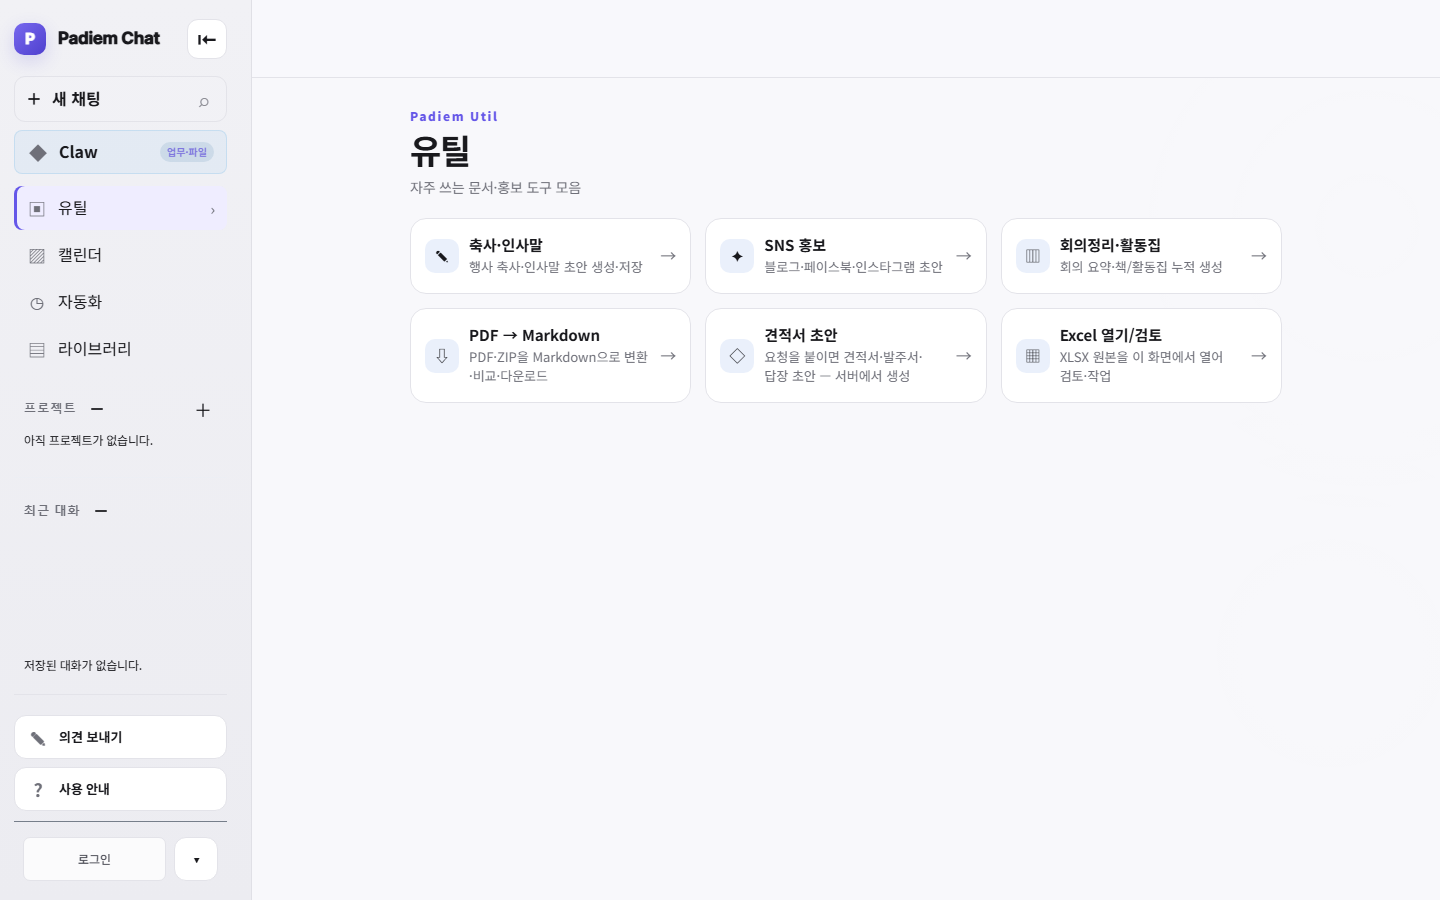 P Padiem Chat
+ 새 채팅
Claw 업무·파일
유틸
캘린더
자동화
라이브러리
프로젝트
아직 프로젝트가 없습니다.
최근 대화
저장된 대화가 없습니다.
의견 보내기
? 사용 안내
로그인
Padiem Util
유틸
자주 쓰는 문서·홍보 도구 모음
축사·인사말
행사 축사·인사말 초안 생성·저장
SNS 홍보
블로그·페이스북·인스타그램 초안
회의정리·활동집
회의 요약·책/활동집 누적 생성
PDF → Markdown
PDF·ZIP을 Markdown으로 변환
·비교·다운로드
견적서 초안
요청을 붙이면 견적서·발주서·
답장 초안 — 서버에서 생성
Excel 열기/검토
XLSX 원본을 이 화면에서 열어
검토·작업